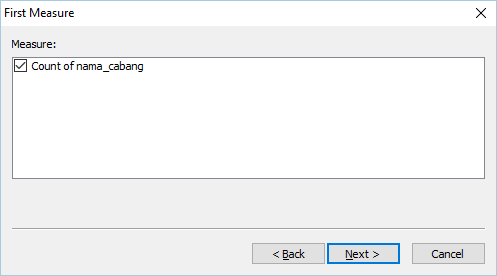 First Measure
Measure:
Count of nama_cabang
< Back
Next >
Cancel